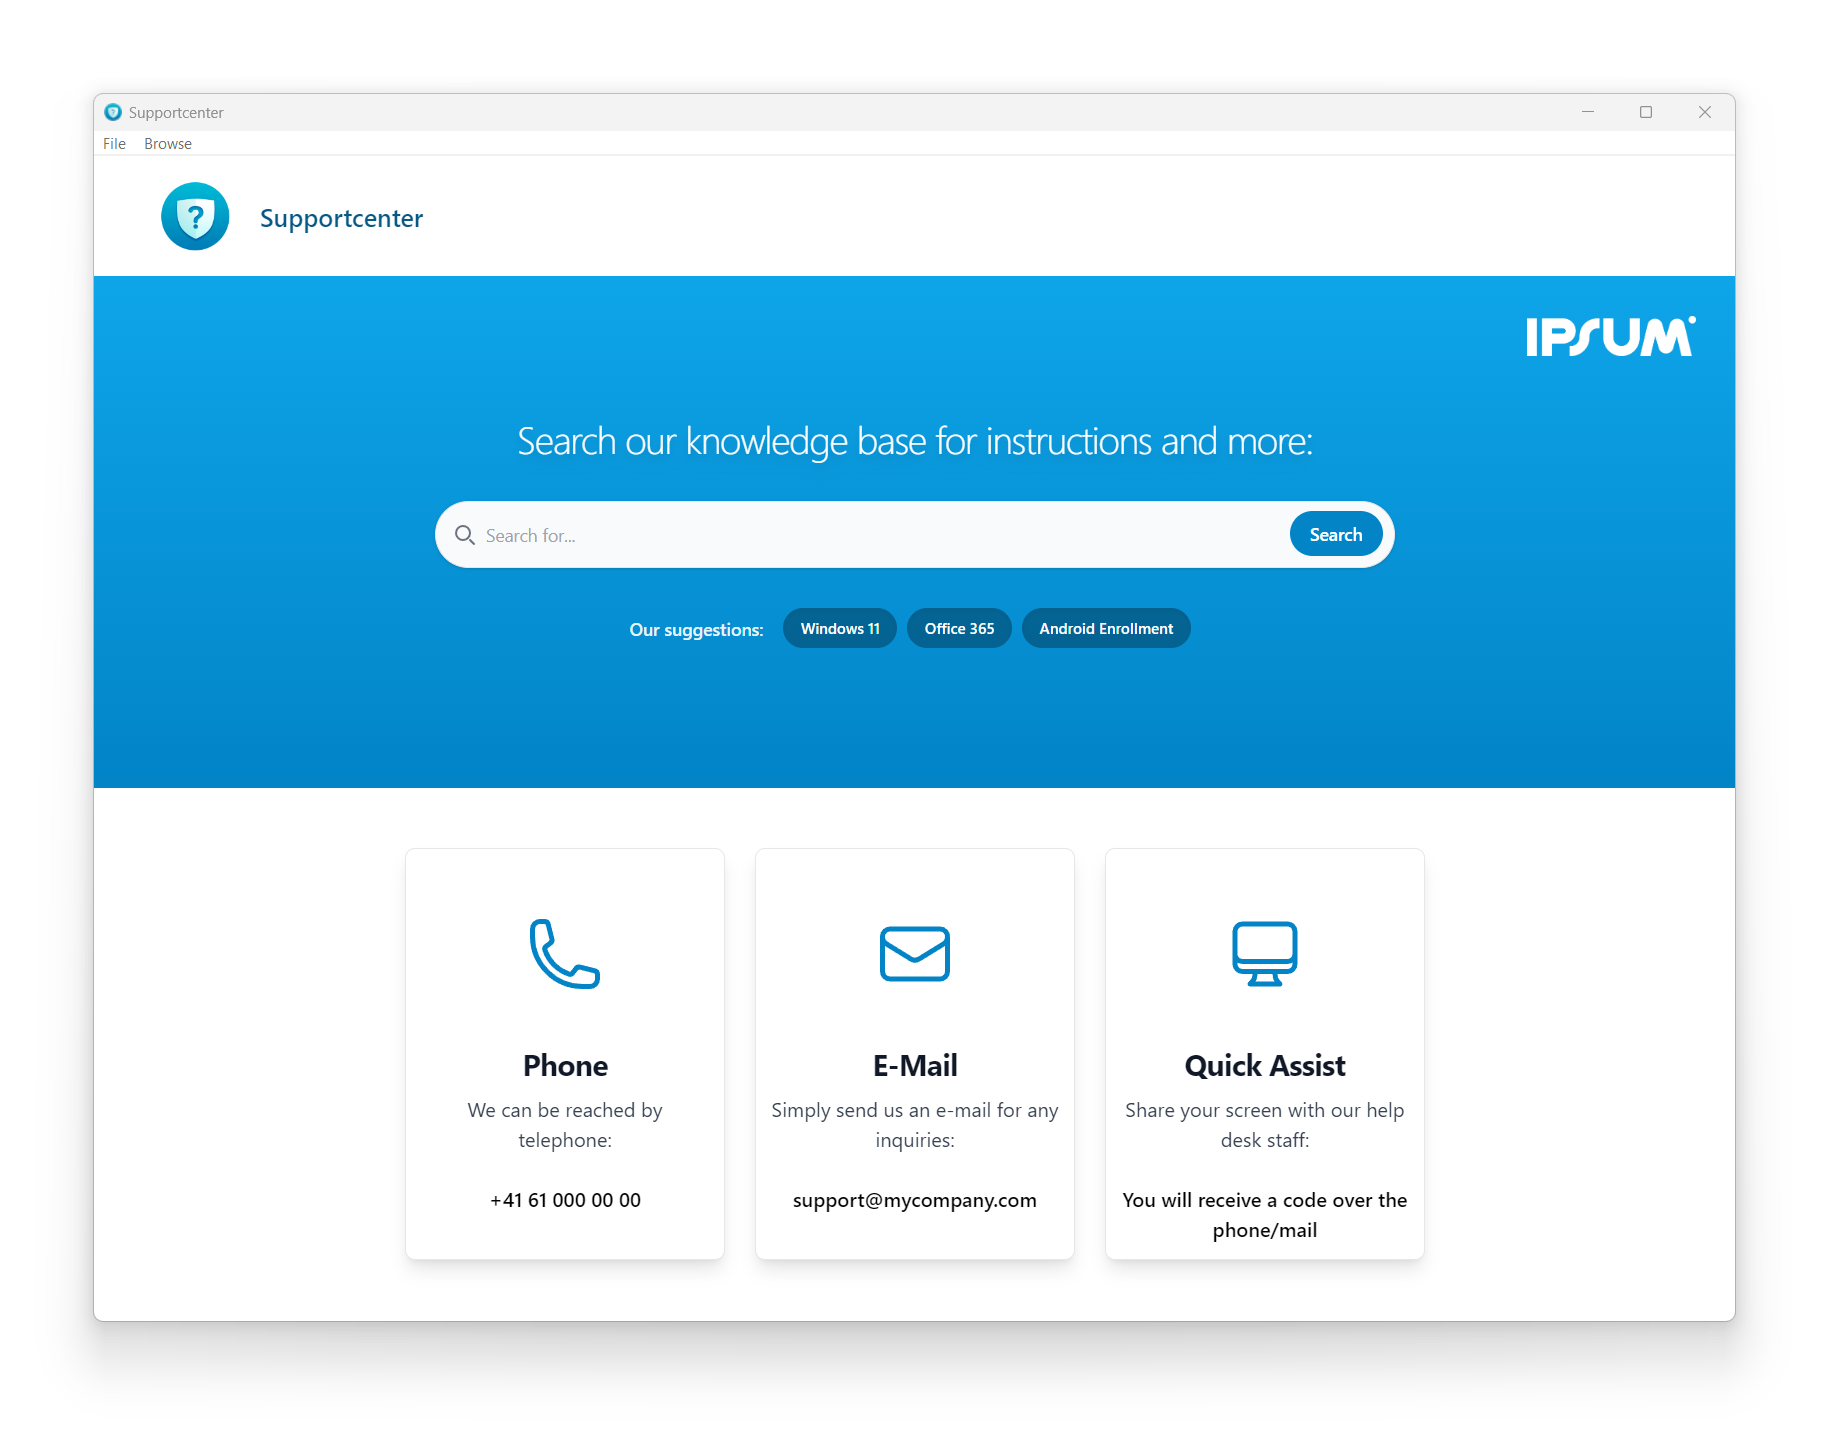 Supportcenter
File Browse
Supportcenter
IPSUM
Search our knowledge base for instructions and more:
Search for...
Search
Our suggestions: Windows 11 Office 365 Android Enrollment
Phone
We can be reached by
telephone:
+41 61 000 00 00
E-Mail
Simply send us an e-mail for any
inquiries:
support@mycompany.com
Quick Assist
Share your screen with our help
desk staff:
You will receive a code over the
phone/mail